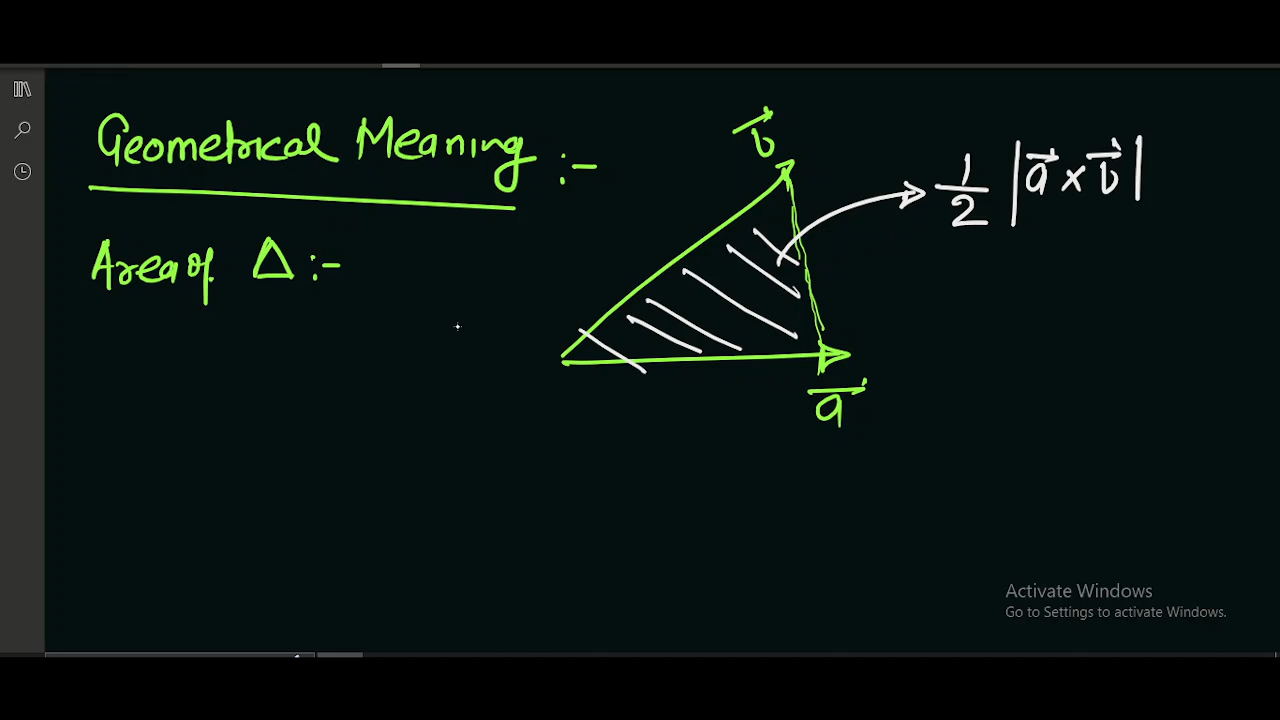 Geometrical Meaning :-
Area of Δ :-
b⃗
1/2 |a⃗ × b⃗|
a⃗
Activate Windows
Go to Settings to activate Windows.